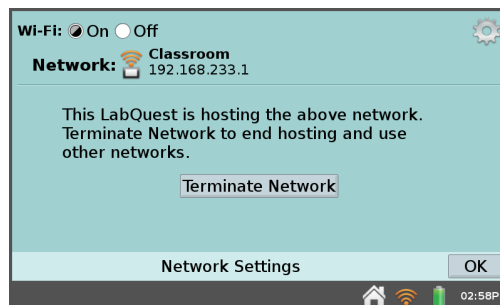 Wi-Fi: On Off
Classroom
Network: 192.168.233.1
This LabQuest is hosting the above network.
Terminate Network to end hosting and use
other networks.
Terminate Network
Network Settings OK
02:58P